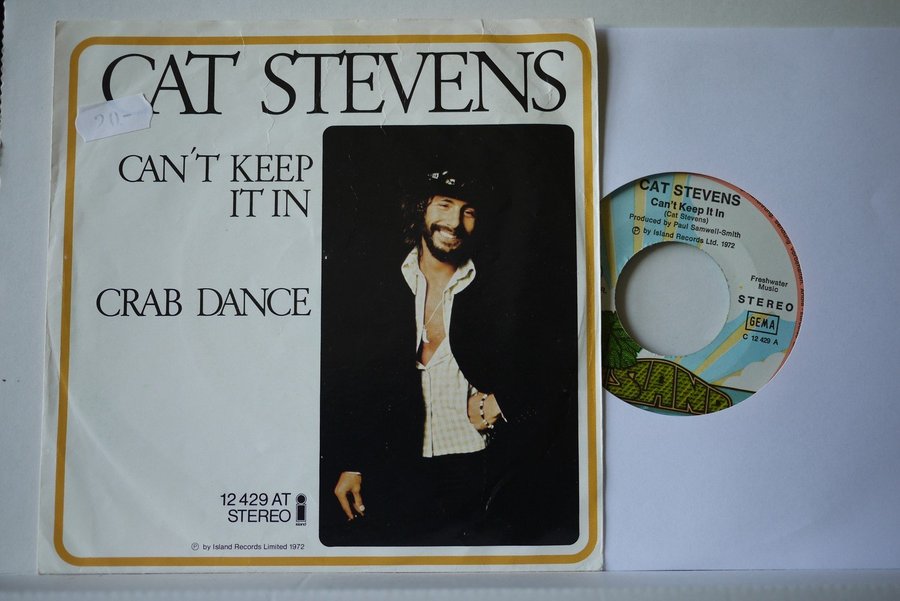 CAT STEVENS
20.-
CAN'T KEEP
IT IN
CRAB DANCE
12 429 AT
STEREO
island
℗ by Island Records Limited 1972
CAT STEVENS
Can't Keep It In
(Cat Stevens)
Produced by Paul Samwell-Smith
℗ by Island Records Ltd. 1972
Freshwater
Music
STEREO
GEMA
C 12 429 A
ISLAND